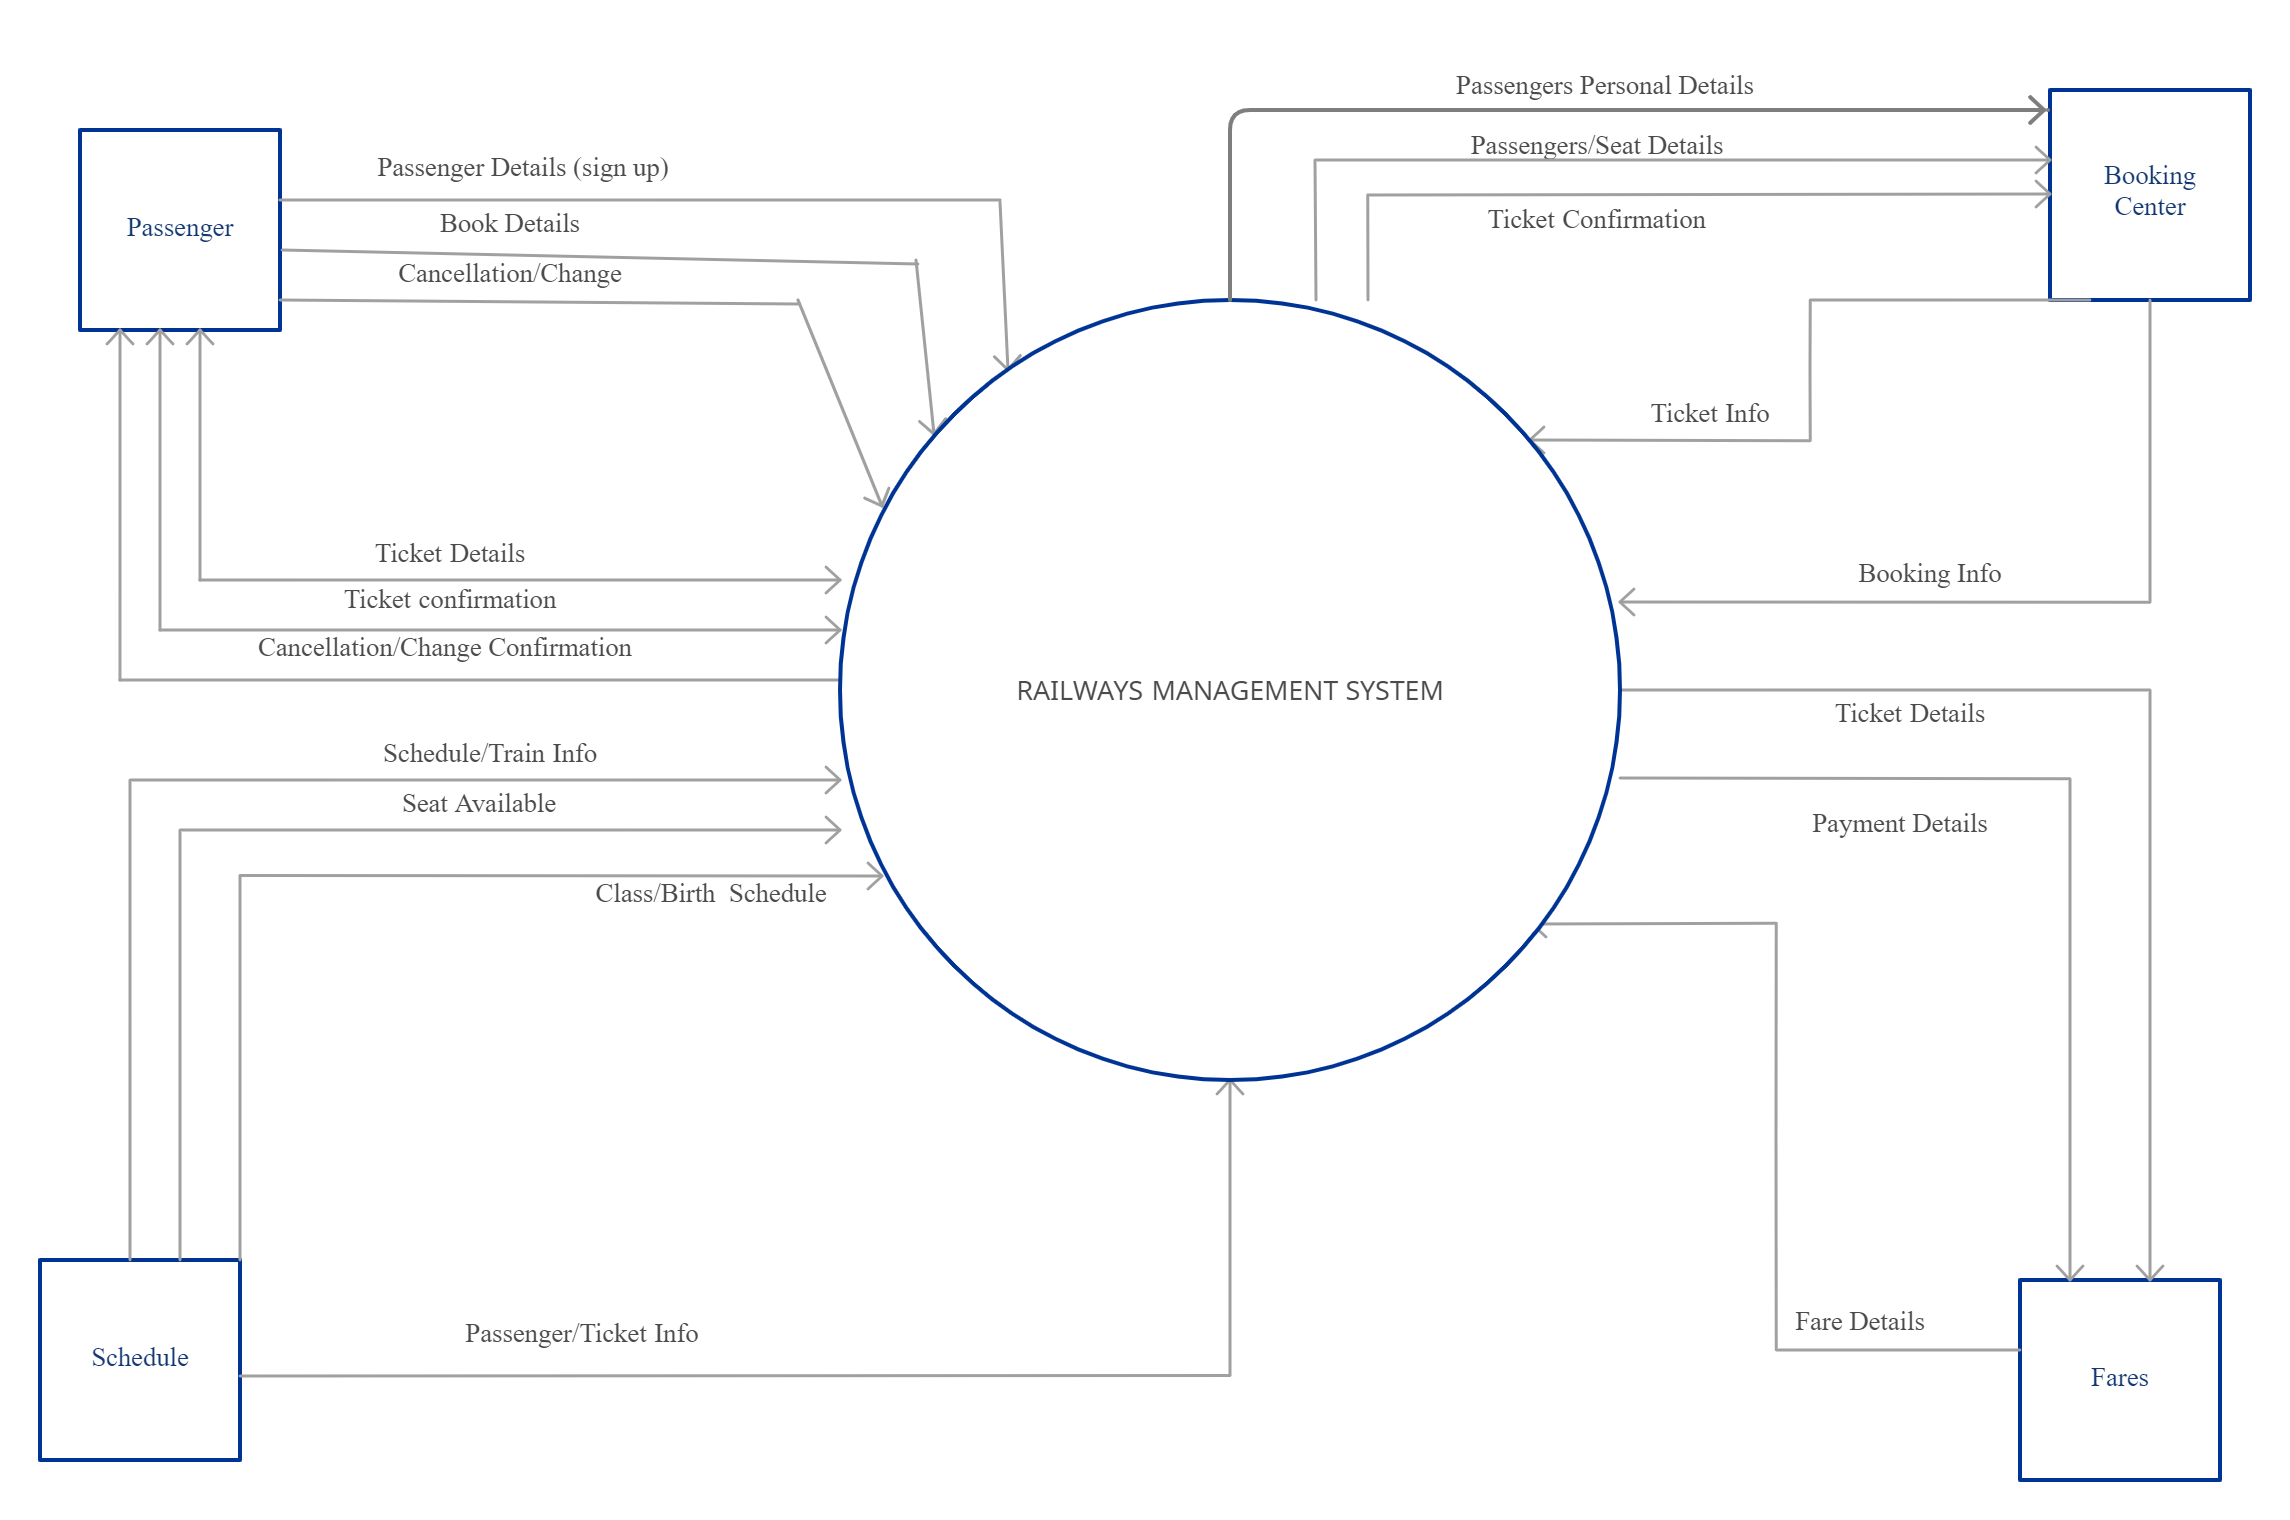 Passengers Personal Details
Passengers/Seat Details
Ticket Confirmation
Booking
Center
Passenger Details (sign up)
Book Details
Cancellation/Change
Passenger
Ticket Info
Booking Info
Ticket Details
Ticket confirmation
Cancellation/Change Confirmation
RAILWAYS MANAGEMENT SYSTEM
Ticket Details
Payment Details
Schedule/Train Info
Seat Available
Class/Birth  Schedule
Passenger/Ticket Info
Schedule
Fare Details
Fares